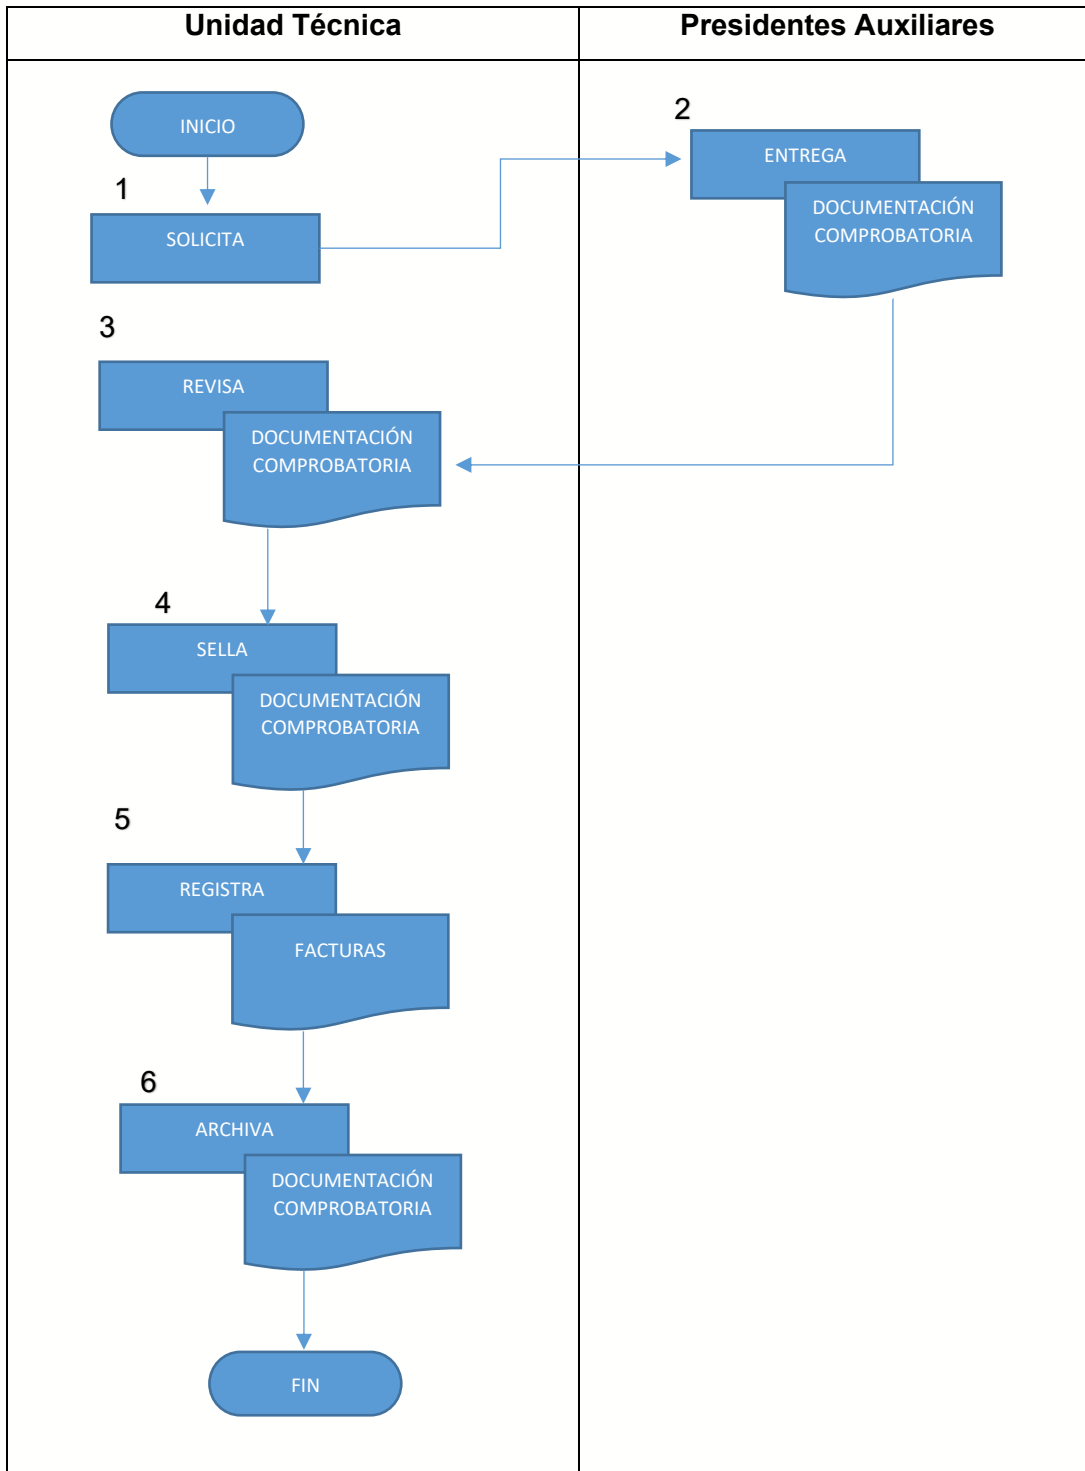 Unidad Técnica
Presidentes Auxiliares
INICIO
1
SOLICITA
2
ENTREGA
DOCUMENTACIÓN
COMPROBATORIA
3
REVISA
DOCUMENTACIÓN
COMPROBATORIA
4
SELLA
DOCUMENTACIÓN
COMPROBATORIA
5
REGISTRA
FACTURAS
6
ARCHIVA
DOCUMENTACIÓN
COMPROBATORIA
FIN